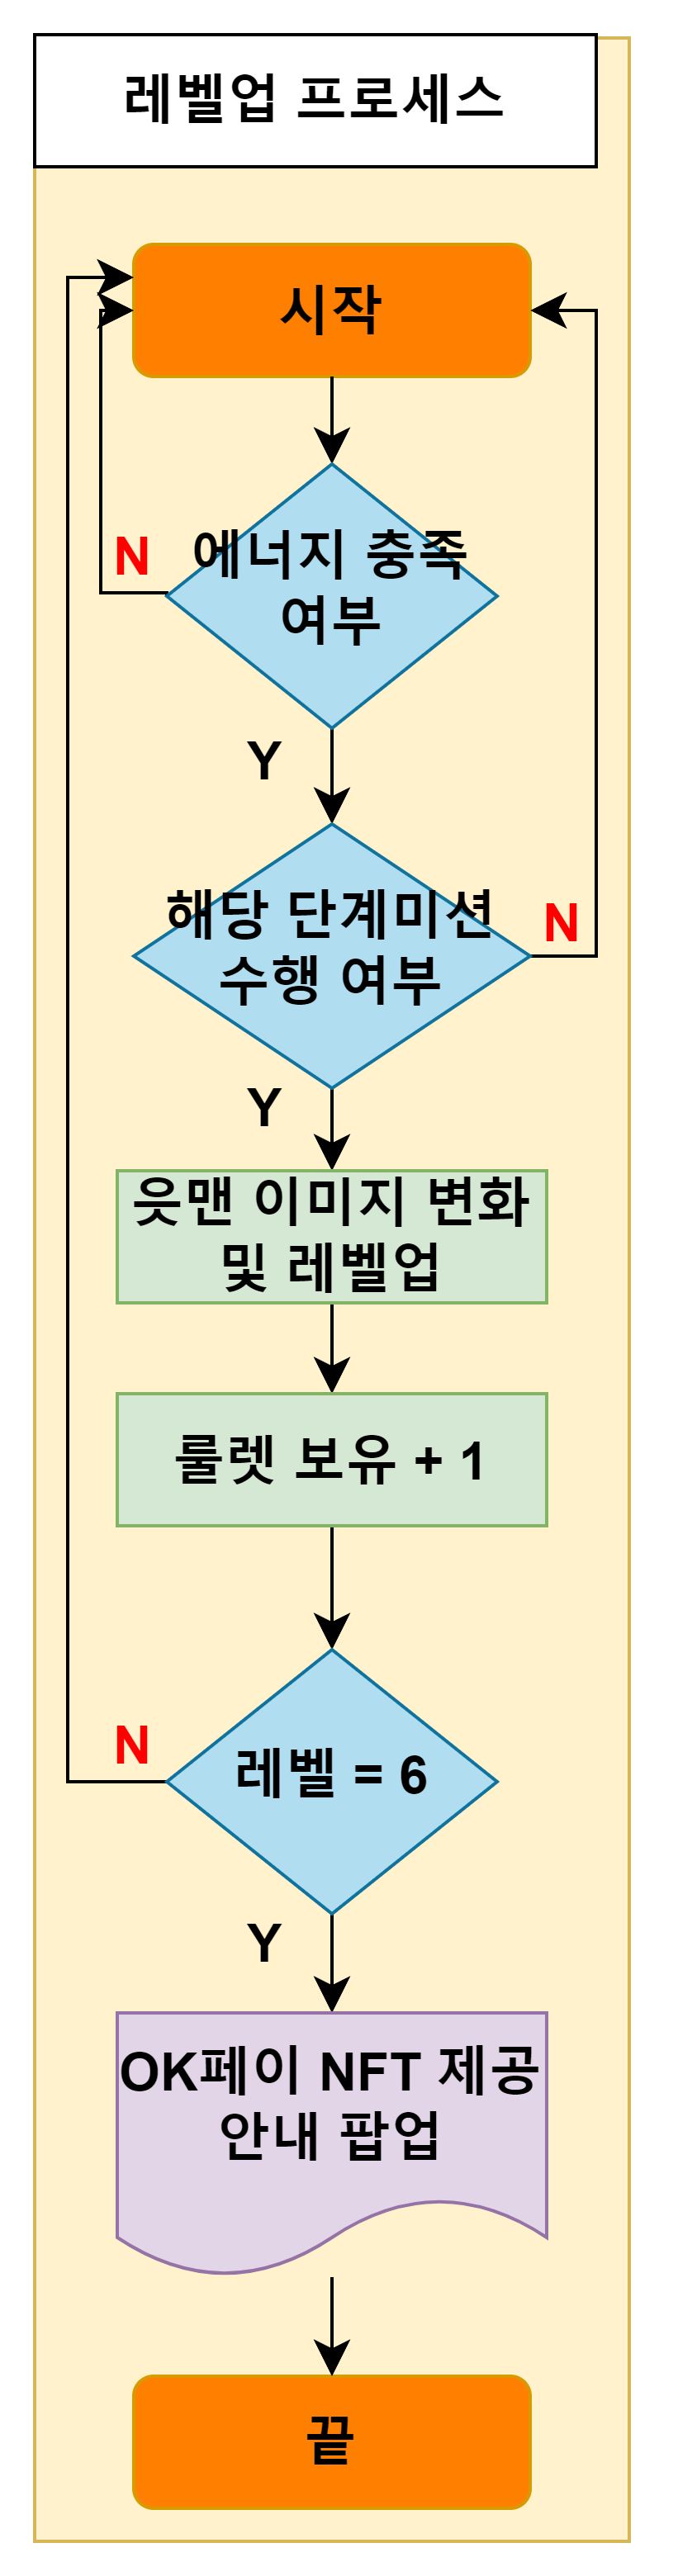 레벨업 프로세스
시작
에너지 충족
여부
N
Y
해당 단계미션
수행 여부
N
Y
읏맨 이미지 변화
및 레벨업
룰렛 보유 + 1
레벨 = 6
N
Y
OK페이 NFT 제공
안내 팝업
끝